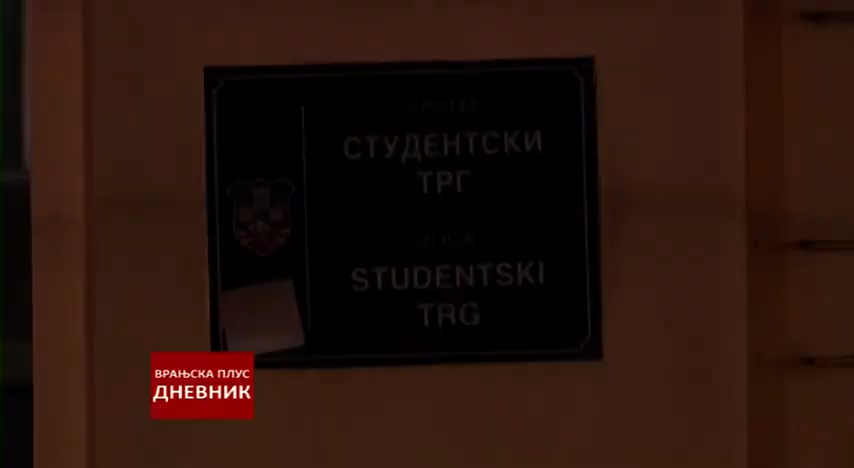 СТУДЕНТСКИ
ТРГ
STUDENTSKI
TRG
ВРАЊСКА ПЛУС
ДНЕВНИК